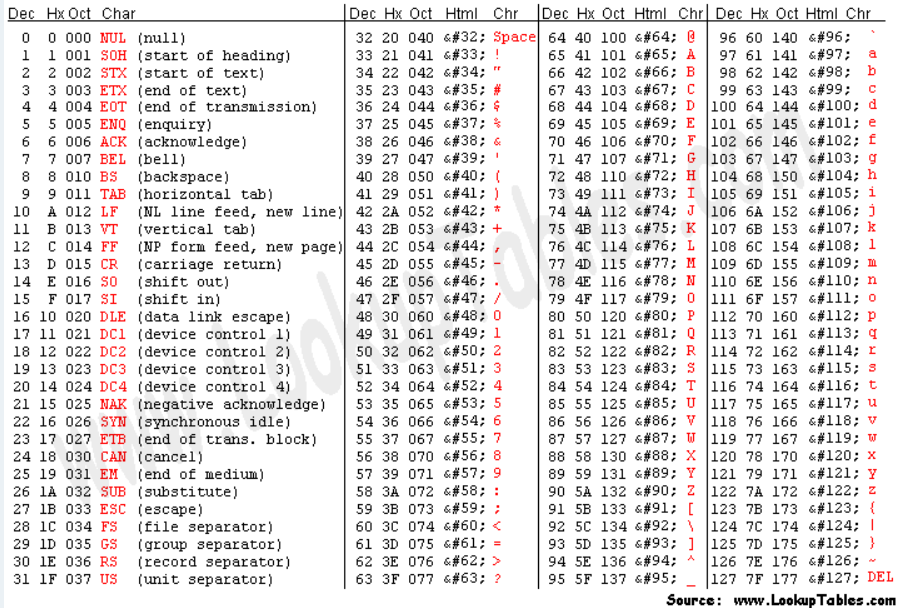 Dec Hx Oct Char Dec Hx Oct Html Chr Dec Hx Oct Html Chr Dec Hx Oct Html Chr
0 0 000 NUL (null) 32 20 040 &#32; Space 64 40 100 &#64; @ 96 60 140 &#96; `
1 1 001 SOH (start of heading) 33 21 041 &#33; ! 65 41 101 &#65; A 97 61 141 &#97; a
2 2 002 STX (start of text) 34 22 042 &#34; " 66 42 102 &#66; B 98 62 142 &#98; b
3 3 003 ETX (end of text) 35 23 043 &#35; # 67 43 103 &#67; C 99 63 143 &#99; c
4 4 004 EOT (end of transmission) 36 24 044 &#36; $ 68 44 104 &#68; D 100 64 144 &#100; d
5 5 005 ENQ (enquiry) 37 25 045 &#37; % 69 45 105 &#69; E 101 65 145 &#101; e
6 6 006 ACK (acknowledge) 38 26 046 &#38; & 70 46 106 &#70; F 102 66 146 &#102; f
7 7 007 BEL (bell) 39 27 047 &#39; ' 71 47 107 &#71; G 103 67 147 &#103; g
8 8 010 BS (backspace) 40 28 050 &#40; ( 72 48 110 &#72; H 104 68 150 &#104; h
9 9 011 TAB (horizontal tab) 41 29 051 &#41; ) 73 49 111 &#73; I 105 69 151 &#105; i
10 A 012 LF (NL line feed, new line) 42 2A 052 &#42; * 74 4A 112 &#74; J 106 6A 152 &#106; j
11 B 013 VT (vertical tab) 43 2B 053 &#43; + 75 4B 113 &#75; K 107 6B 153 &#107; k
12 C 014 FF (NP form feed, new page) 44 2C 054 &#44; , 76 4C 114 &#76; L 108 6C 154 &#108; l
13 D 015 CR (carriage return) 45 2D 055 &#45; - 77 4D 115 &#77; M 109 6D 155 &#109; m
14 E 016 SO (shift out) 46 2E 056 &#46; . 78 4E 116 &#78; N 110 6E 156 &#110; n
15 F 017 SI (shift in) 47 2F 057 &#47; / 79 4F 117 &#79; O 111 6F 157 &#111; o
16 10 020 DLE (data link escape) 48 30 060 &#48; 0 80 50 120 &#80; P 112 70 160 &#112; p
17 11 021 DC1 (device control 1) 49 31 061 &#49; 1 81 51 121 &#81; Q 113 71 161 &#113; q
18 12 022 DC2 (device control 2) 50 32 062 &#50; 2 82 52 122 &#82; R 114 72 162 &#114; r
19 13 023 DC3 (device control 3) 51 33 063 &#51; 3 83 53 123 &#83; S 115 73 163 &#115; s
20 14 024 DC4 (device control 4) 52 34 064 &#52; 4 84 54 124 &#84; T 116 74 164 &#116; t
21 15 025 NAK (negative acknowledge) 53 35 065 &#53; 5 85 55 125 &#85; U 117 75 165 &#117; u
22 16 026 SYN (synchronous idle) 54 36 066 &#54; 6 86 56 126 &#86; V 118 76 166 &#118; v
23 17 027 ETB (end of trans. block) 55 37 067 &#55; 7 87 57 127 &#87; W 119 77 167 &#119; w
24 18 030 CAN (cancel) 56 38 070 &#56; 8 88 58 130 &#88; X 120 78 170 &#120; x
25 19 031 EM (end of medium) 57 39 071 &#57; 9 89 59 131 &#89; Y 121 79 171 &#121; y
26 1A 032 SUB (substitute) 58 3A 072 &#58; : 90 5A 132 &#90; Z 122 7A 172 &#122; z
27 1B 033 ESC (escape) 59 3B 073 &#59; ; 91 5B 133 &#91; [ 123 7B 173 &#123; {
28 1C 034 FS (file separator) 60 3C 074 &#60; < 92 5C 134 &#92; \ 124 7C 174 &#124; |
29 1D 035 GS (group separator) 61 3D 075 &#61; = 93 5D 135 &#93; ] 125 7D 175 &#125; }
30 1E 036 RS (record separator) 62 3E 076 &#62; > 94 5E 136 &#94; ^ 126 7E 176 &#126; ~
31 1F 037 US (unit separator) 63 3F 077 &#63; ? 95 5F 137 &#95; _ 127 7F 177 &#127; DEL
Source: www.LookupTables.com
www.LookupTables.com